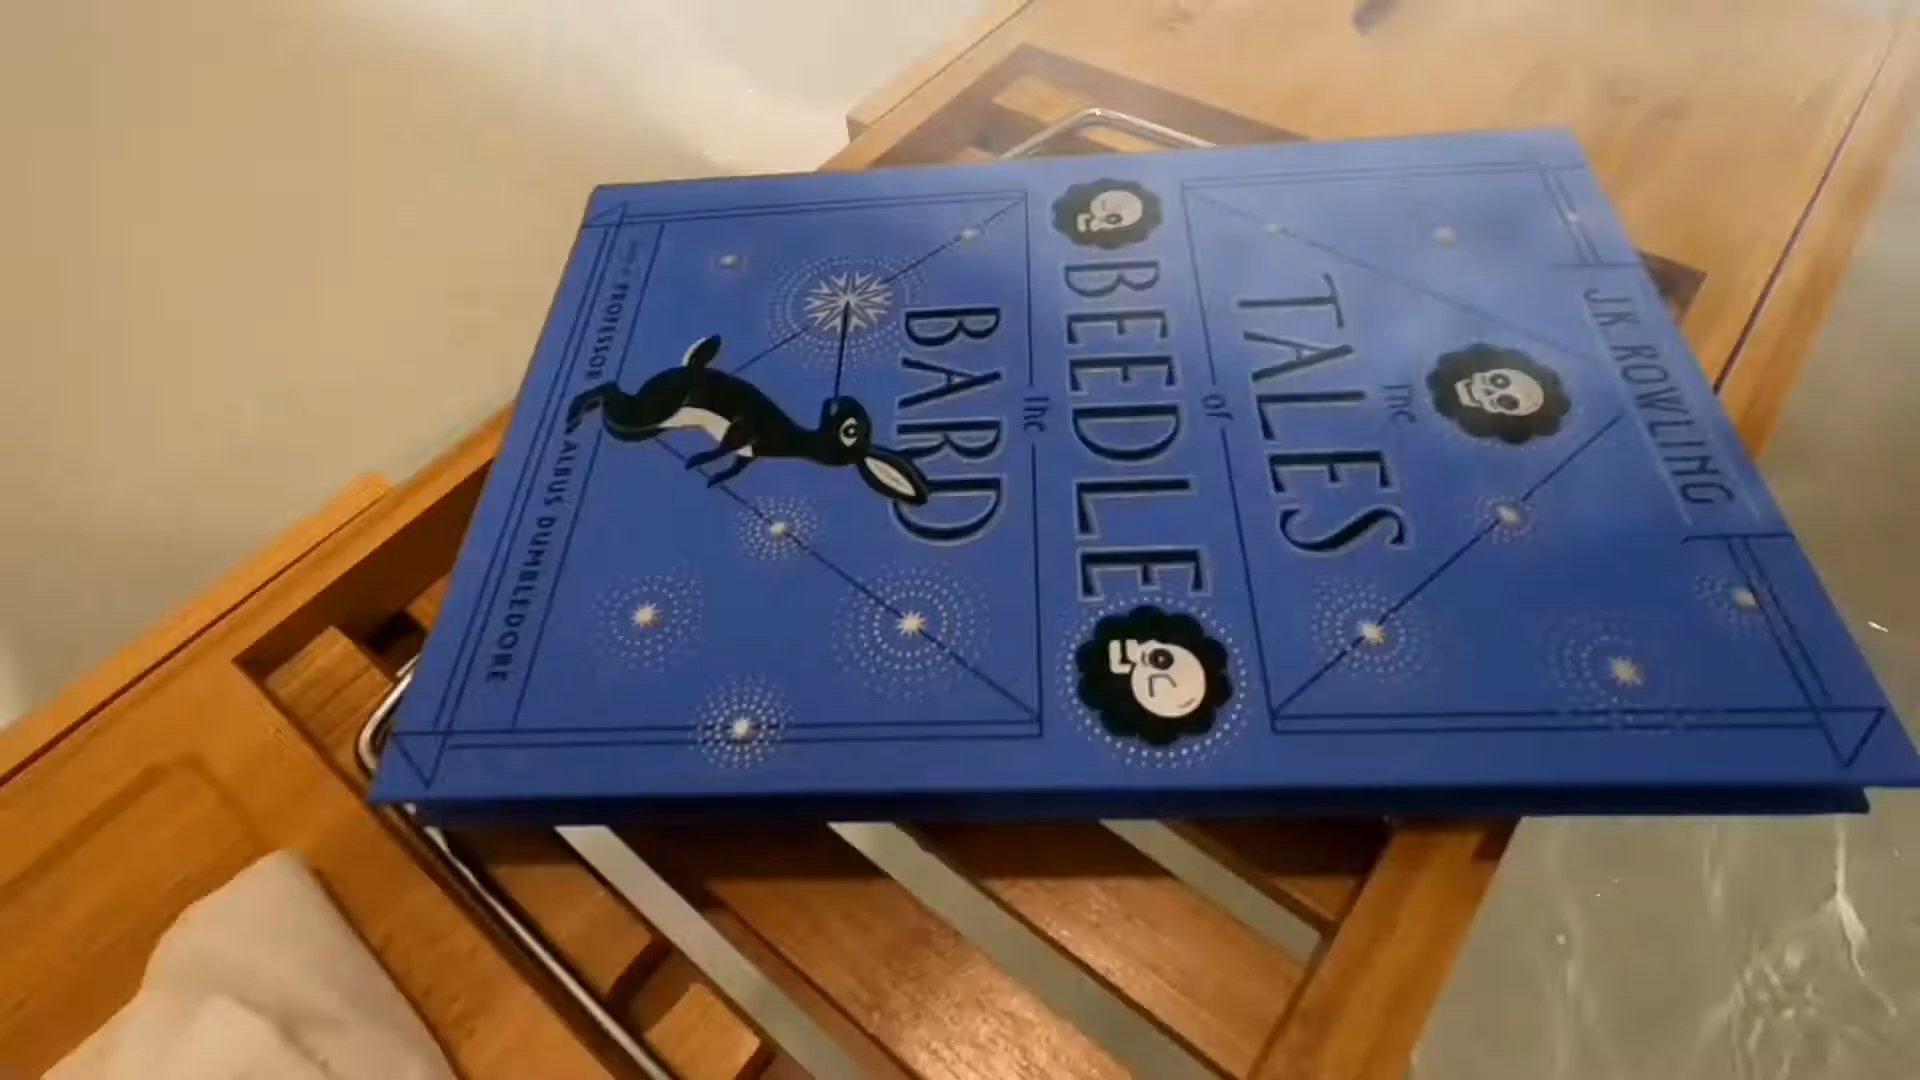 J.K. ROWLING
The
TALES
of
BEEDLE
the
BARD
PROFESSOR ALBUS DUMBLEDORE